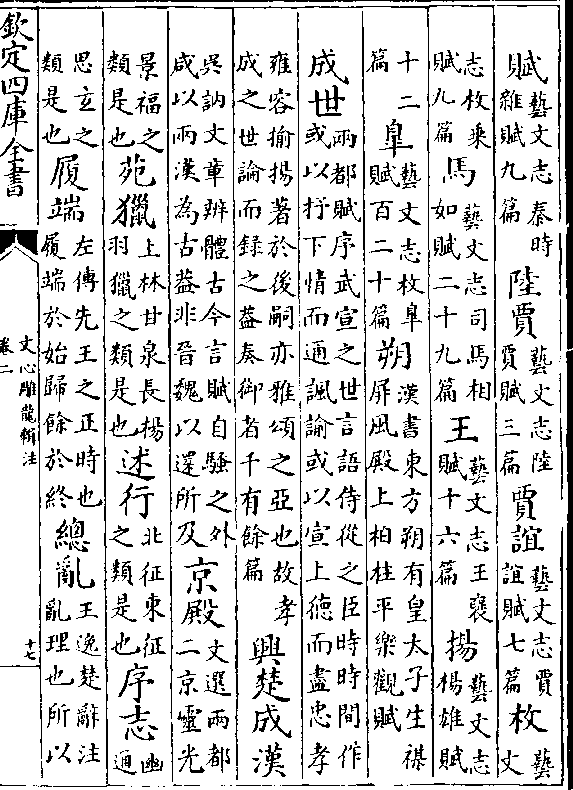 賦藝文志秦時雜賦九篇 陸賈藝文志陸賈賦三篇 賈誼藝文志賈誼賦七篇 枚藝文
志枚乘賦九篇 馬藝文志司馬相如賦二十九篇 王藝文志王襃賦十六篇 揚藝文志楊雄賦
十二篇 臯藝文志枚臯賦百二十篇 朔漢書東方朔有皇太子生禖屏風殿上柏柱平樂觀賦
成世兩都賦序武宣之世言語侍從之臣時時間作或以抒下情而通諷諭或以宣上德而盡忠孝
雍容揄揚著於後嗣亦雅頌之亞也故孝成之世論而録之葢奏御者千有餘篇 興楚成漢
吳訥文章辨體古今言賦自騷之外咸以兩漢為古葢非晉魏以還所及 京殿文選兩都二京靈光
景福之類是也 苑獵上林甘泉長楊羽獵之類是也 述行北征東征之類是也 序志幽通
思玄之類是也 履端左傳先王之正時也履端於始歸餘於終 總亂王逸楚辭注亂理也所以
欽定四庫全書
文心雕龍輯注
卷二
十七